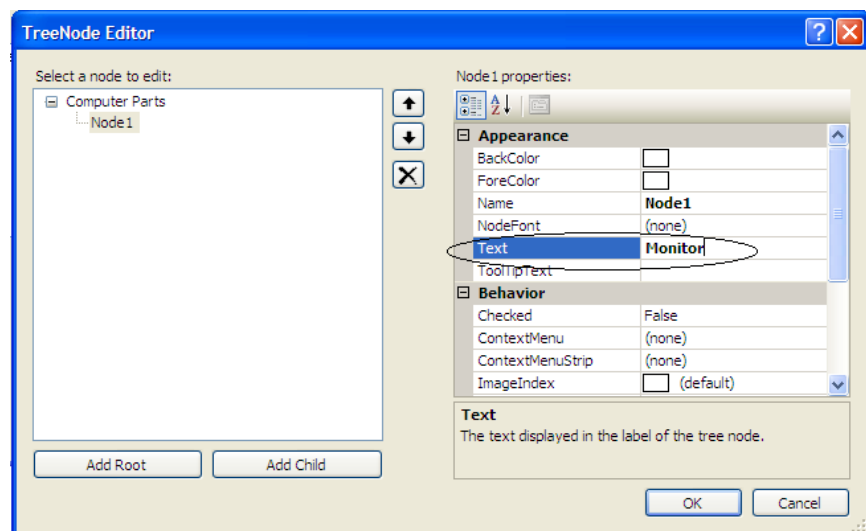 TreeNode Editor
Select a node to edit:
Computer Parts
Node1
Add Root
Add Child
Node1 properties:
A
Z
Appearance
BackColor
ForeColor
Name Node1
NodeFont (none)
Text Monitor
ToolTipText
Behavior
Checked False
ContextMenu (none)
ContextMenuStrip (none)
ImageIndex (default)
Text
The text displayed in the label of the tree node.
OK
Cancel